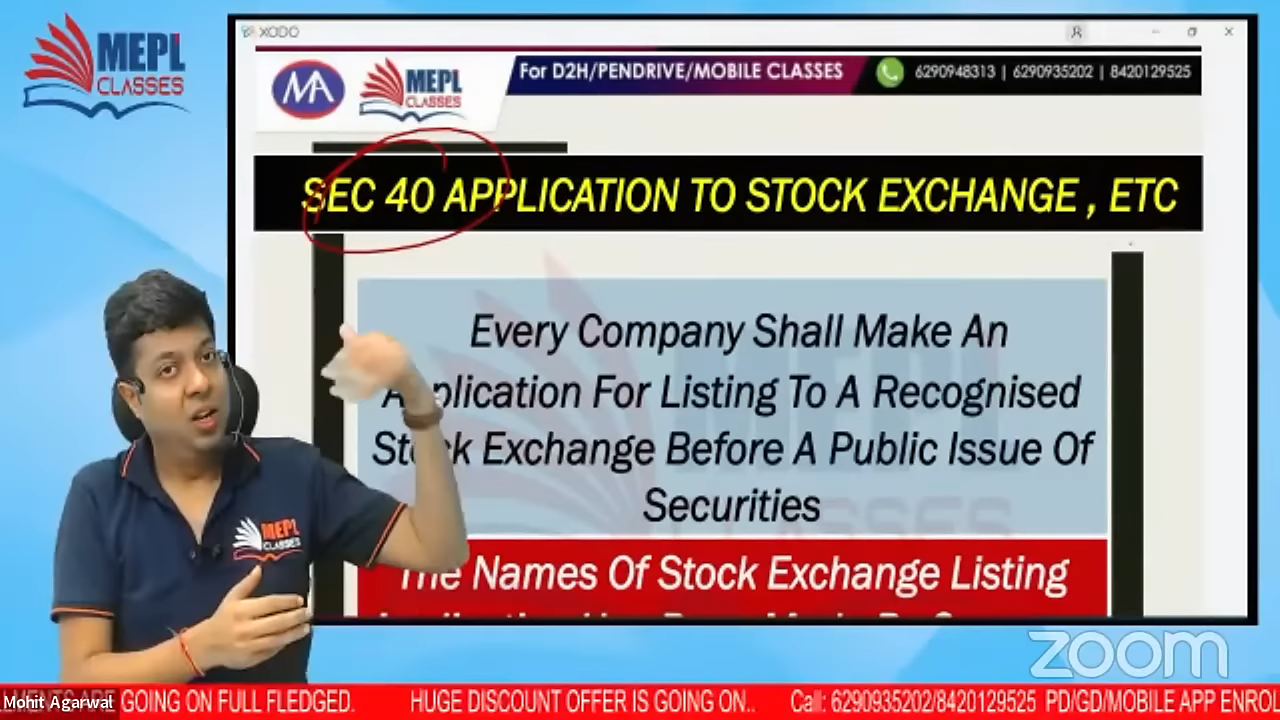 MEPL
CLASSES
XODO
MA
MEPL
CLASSES
For D2H/PENDRIVE/MOBILE CLASSES
6290948313 | 6290935202 | 8420129525
SEC 40 APPLICATION TO STOCK EXCHANGE , ETC
Every Company Shall Make An
Application For Listing To A Recognised
Stock Exchange Before A Public Issue Of
Securities
The Names Of Stock Exchange Listing
MEPL
CLASSES
zoom
GOING ON FULL FLEDGED. HUGE DISCOUNT OFFER IS GOING ON.. Call: 6290935202/8420129525 PD/GD/MOBILE APP ENROL
Mohit Agarwal